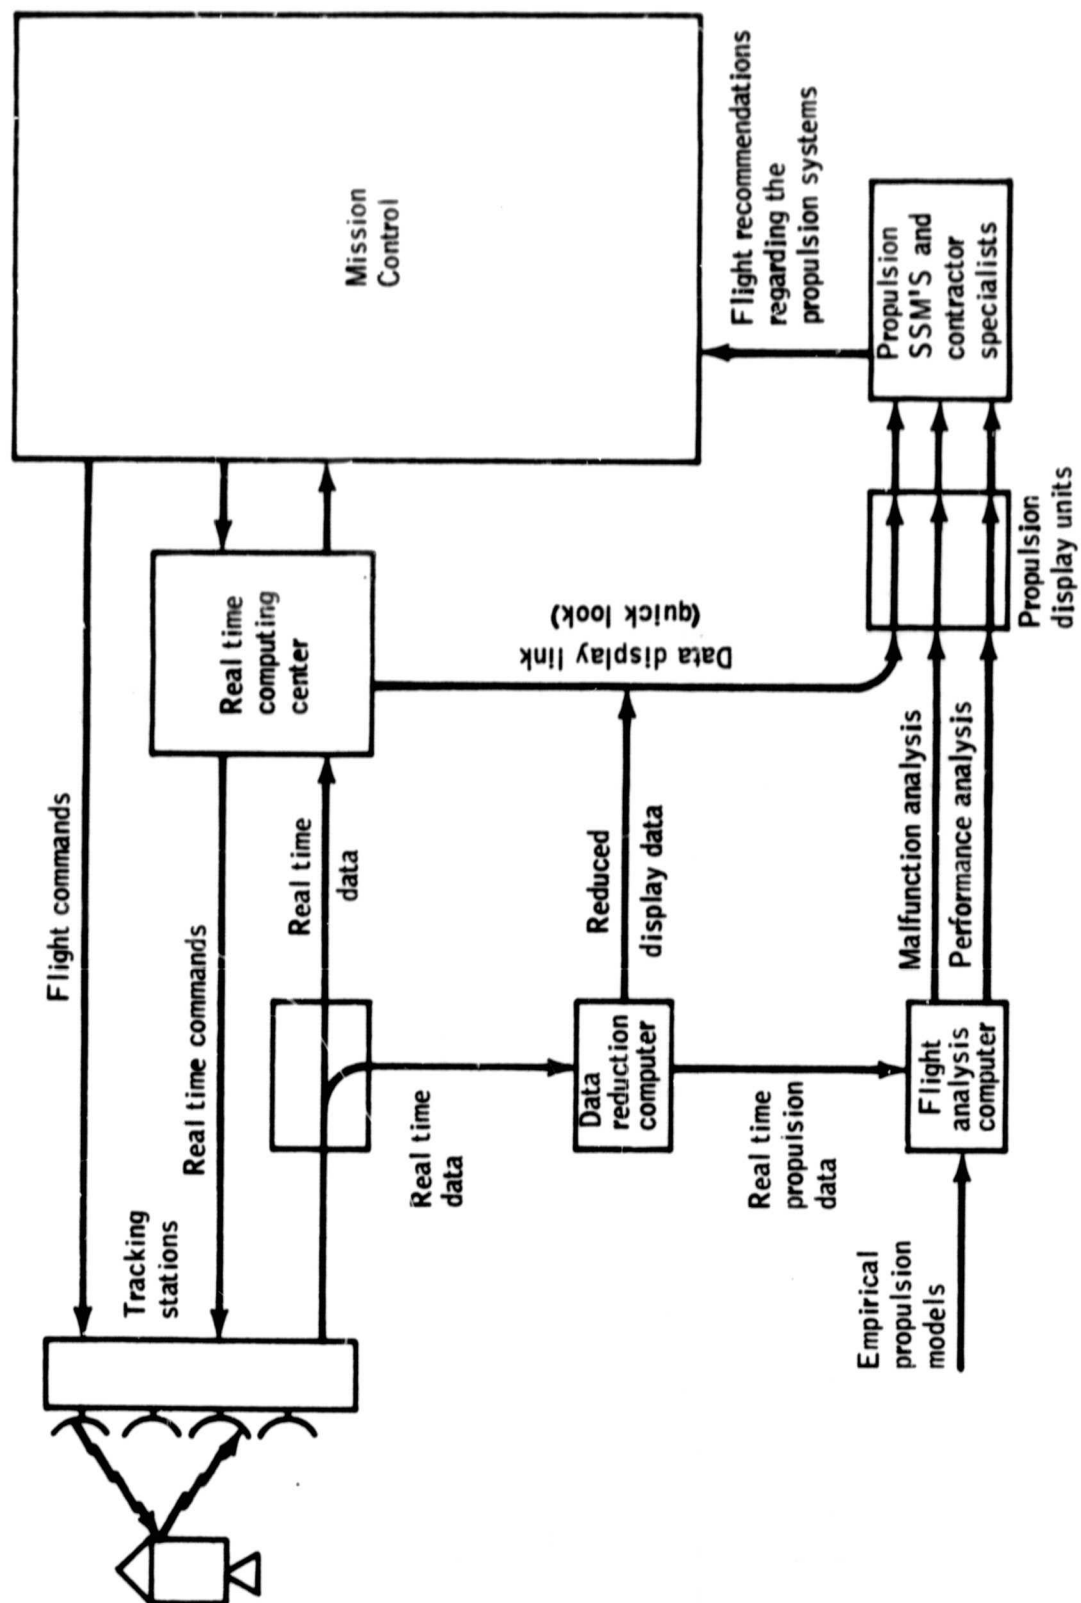 Flight commands
Mission
Control
Real time commands
Tracking
stations
Real time
computing
center
Real time
data
Real time
data
Data display link
(quick look)
Flight recommendations
regarding the
propulsion systems
Data
reduction
computer
Reduced
display data
Real time
propulsion
data
Propulsion
SSM'S and
contractor
specialists
Propulsion
display units
Malfunction analysis
Performance analysis
Flight
analysis
computer
Empirical
propulsion
models